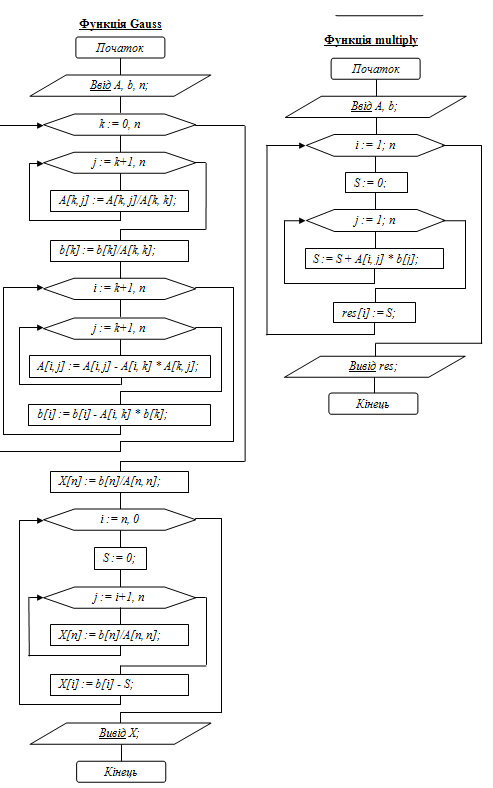 Функція Gauss
Початок
Ввід A, b, n;
k := 0, n
j := k+1, n
A[k, j] := A[k, j]/A[k, k];
b[k] := b[k]/A[k, k];
i := k+1, n
j := k+1, n
A[i, j] := A[i, j] - A[i, k] * A[k, j];
b[i] := b[i] - A[i, k] * b[k];
X[n] := b[n]/A[n, n];
i := n, 0
S := 0;
j := i+1, n
X[n] := b[n]/A[n, n];
X[i] := b[i] - S;
Вивід X;
Кінець
Функція multiply
Початок
Ввід A, b;
i := 1; n
S := 0;
j := 1; n
S := S + A[i, j] * b[j];
res[i] := S;
Вивід res;
Кінець